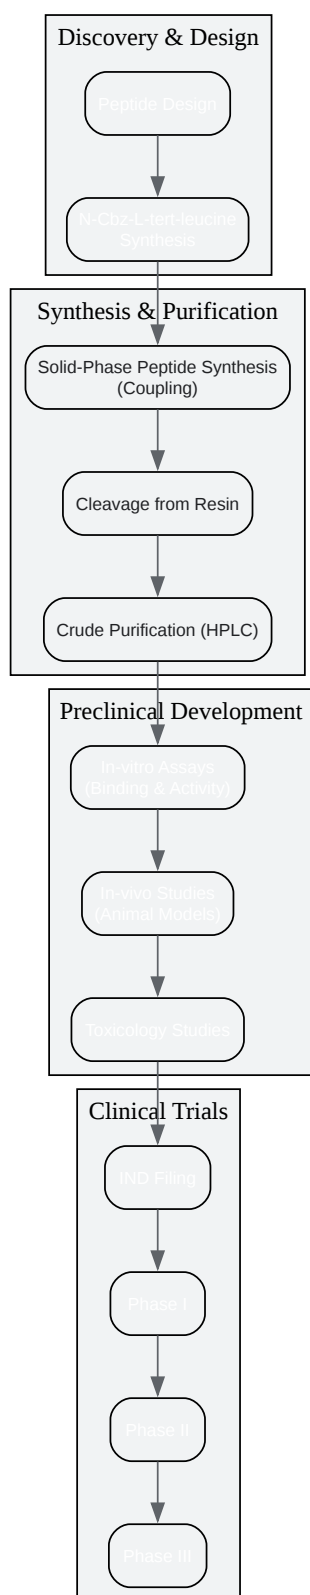 Discovery & Design
Peptide Design
N-Cbz-L-tert-leucine
Synthesis
Synthesis & Purification
Solid-Phase Peptide Synthesis
(Coupling)
Cleavage from Resin
Crude Purification (HPLC)
Preclinical Development
In-vitro Assays
(Binding & Activity)
In-vivo Studies
(Animal Models)
Toxicology Studies
Clinical Trials
IND Filing
Phase I
Phase II
Phase III